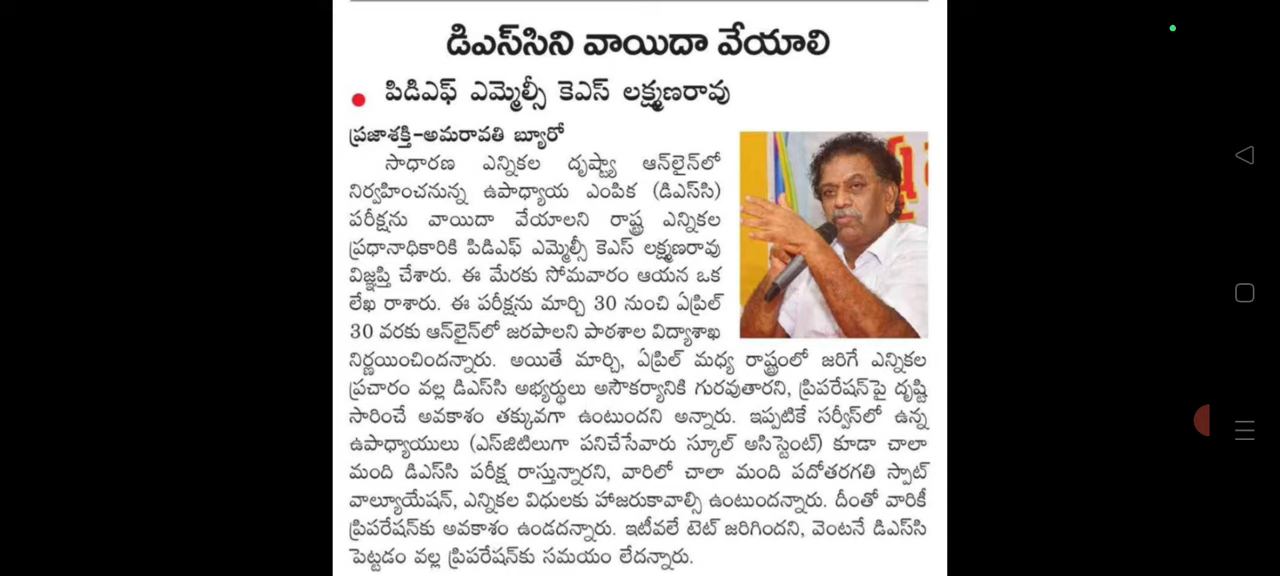 డిఎస్‌సిని వాయిదా వేయాలి
పిడిఎఫ్ ఎమ్మెల్సీ కెఎస్ లక్ష్మణరావు
ప్రజాశక్తి-అమరావతి బ్యూరో
సాధారణ ఎన్నికల దృష్ట్యా ఆన్‌లైన్‌లో
నిర్వహించనున్న ఉపాధ్యాయ ఎంపిక (డిఎస్‌సి)
పరీక్షను వాయిదా వేయాలని రాష్ట్ర ఎన్నికల
ప్రధానాధికారికి పిడిఎఫ్ ఎమ్మెల్సీ కెఎస్ లక్ష్మణరావు
విజ్ఞప్తి చేశారు. ఈ మేరకు సోమవారం ఆయన ఒక
లేఖ రాశారు. ఈ పరీక్షను మార్చి 30 నుంచి ఏప్రిల్
30 వరకు ఆన్‌లైన్‌లో జరపాలని పాఠశాల విద్యాశాఖ
నిర్ణయించిందన్నారు. అయితే మార్చి, ఏప్రిల్ మధ్య రాష్ట్రంలో జరిగే ఎన్నికల
ప్రచారం వల్ల డిఎస్‌సి అభ్యర్థులు అసౌకర్యానికి గురవుతారని, ప్రిపరేషన్‌పై దృష్టి
సారించే అవకాశం తక్కువగా ఉంటుందని అన్నారు. ఇప్పటికే సర్వీస్‌లో ఉన్న
ఉపాధ్యాయులు (ఎస్‌జిటిలుగా పనిచేసేవారు స్కూల్ అసిస్టెంట్) కూడా చాలా
మంది డిఎస్‌సి పరీక్ష రాస్తున్నారని, వారిలో చాలా మంది పదోతరగతి స్పాట్
వాల్యూయేషన్, ఎన్నికల విధులకు హాజరుకావాల్సి ఉంటుందన్నారు. దీంతో వారికీ
ప్రిపరేషన్‌కు అవకాశం ఉండదన్నారు. ఇటీవలే టెట్ జరిగిందని, వెంటనే డిఎస్‌సి
పెట్టడం వల్ల ప్రిపరేషన్‌కు సమయం లేదన్నారు.